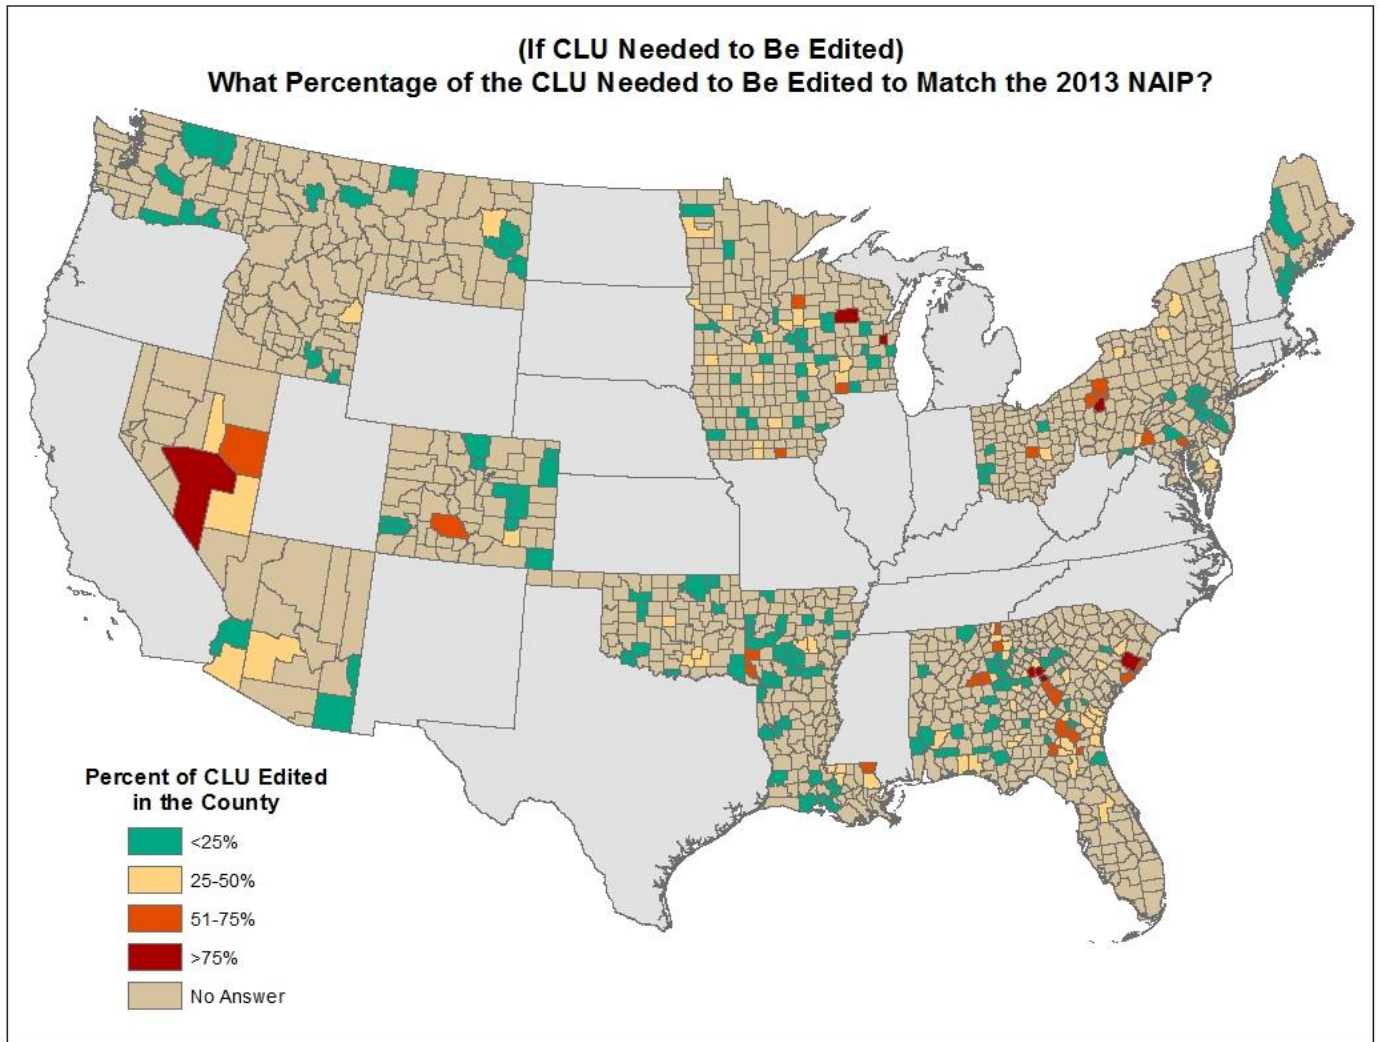 (If CLU Needed to Be Edited)
What Percentage of the CLU Needed to Be Edited to Match the 2013 NAIP?
Percent of CLU Edited
in the County
<25%
25-50%
51-75%
>75%
No Answer